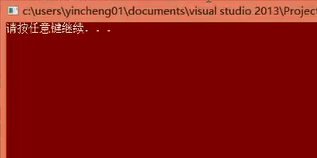 c:\users\yincheng01\documents\visual studio 2013\Project
请按任意键继续. . .